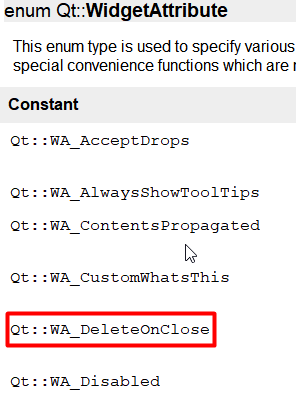 enum Qt::WidgetAttribute
This enum type is used to specify various
special convenience functions which are
Constant
Qt::WA_AcceptDrops
Qt::WA_AlwaysShowToolTips
Qt::WA_ContentsPropagated
Qt::WA_CustomWhatsThis
Qt::WA_DeleteOnClose
Qt::WA_Disabled